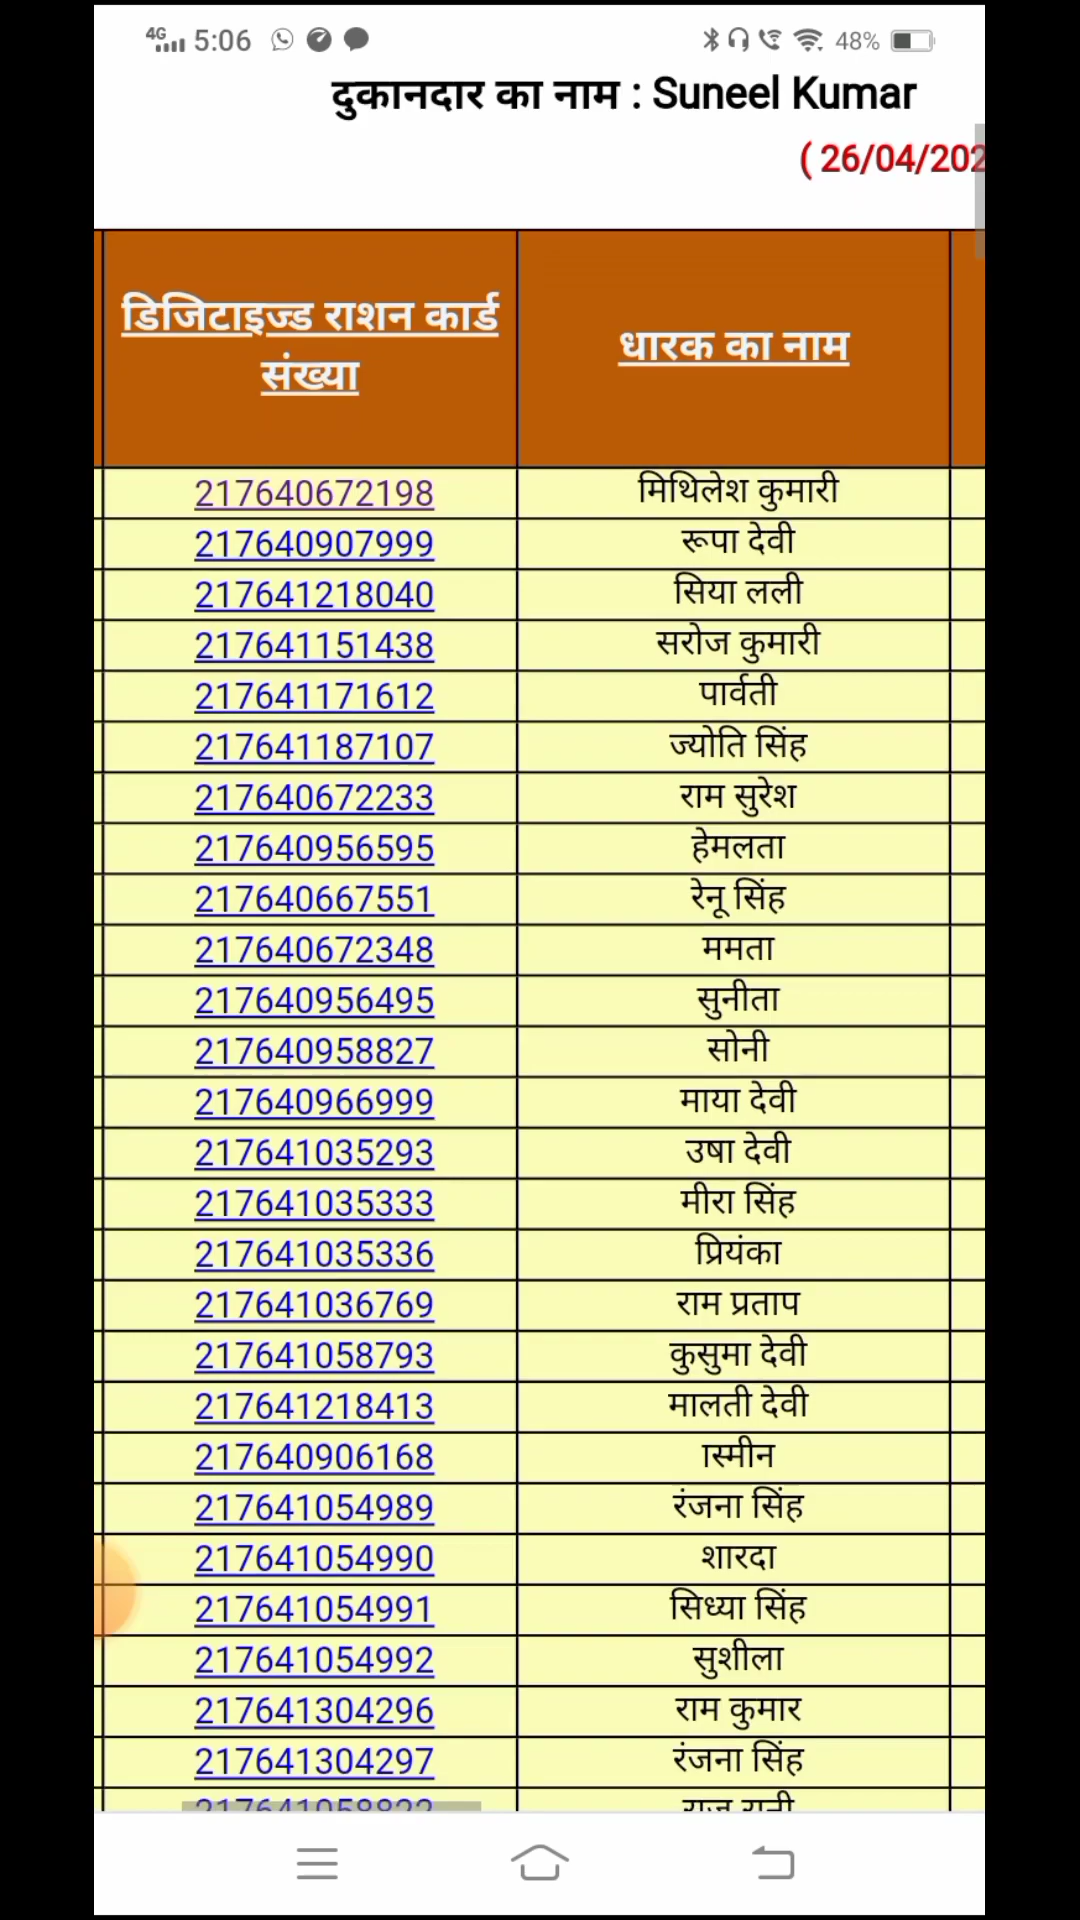 4G 5:06 48%
दुकानदार का नाम : Suneel Kumar
( 26/04/202
डिजिटाइज्ड राशन कार्ड संख्या
धारक का नाम
217640672198 मिथिलेश कुमारी
217640907999 रूपा देवी
217641218040 सिया लली
217641151438 सरोज कुमारी
217641171612 पार्वती
217641187107 ज्योति सिंह
217640672233 राम सुरेश
217640956595 हेमलता
217640667551 रेनू सिंह
217640672348 ममता
217640956495 सुनीता
217640958827 सोनी
217640966999 माया देवी
217641035293 उषा देवी
217641035333 मीरा सिंह
217641035336 प्रियंका
217641036769 राम प्रताप
217641058793 कुसुमा देवी
217641218413 मालती देवी
217640906168 ास्मीन
217641054989 रंजना सिंह
217641054990 शारदा
217641054991 सिध्या सिंह
217641054992 सुशीला
217641304296 राम कुमार
217641304297 रंजना सिंह